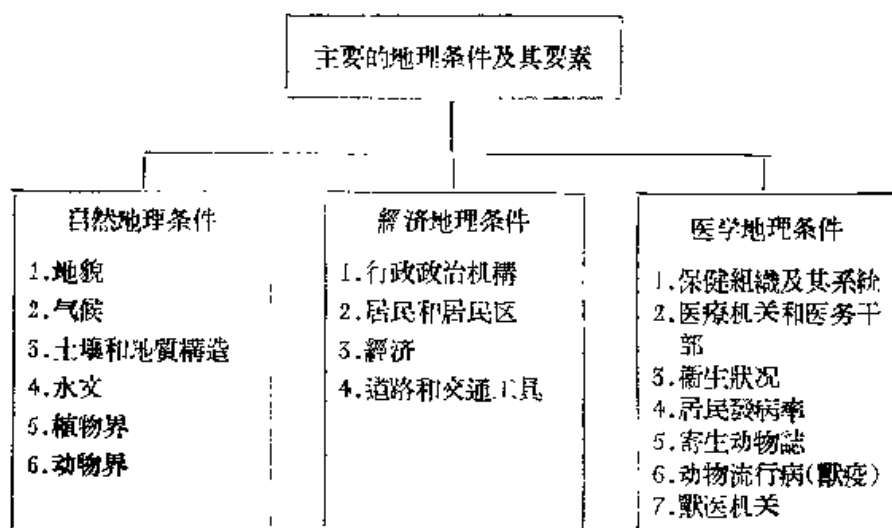 主要的地理条件及其要素
自然地理条件
1.地貌
2.气候
3.土壤和地質構造
4.水文
5.植物界
6.动物界
經济地理条件
1.行政政治机構
2.居民和居民区
3.經济
4.道路和交通工具
医学地理条件
1.保健組織及其系統
2.医療机关和医务干
部
3.衞生狀况
4.居民發病率
5.寄生动物誌
6.动物流行病(獸疫)
7.獸医机关